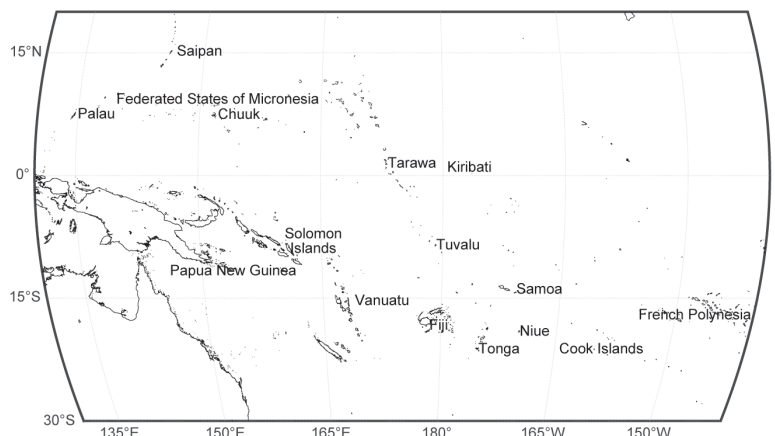 15°N
Saipan
Federated States of Micronesia
Palau
Chuuk
Tarawa
Kiribati
0°
Solomon
Islands
Tuvalu
Papua New Guinea
15°S
Samoa
Vanuatu
French Polynesia
Fiji
Niue
Tonga
Cook Islands
30°S
135°E
150°E
165°E
180°
165°W
150°W